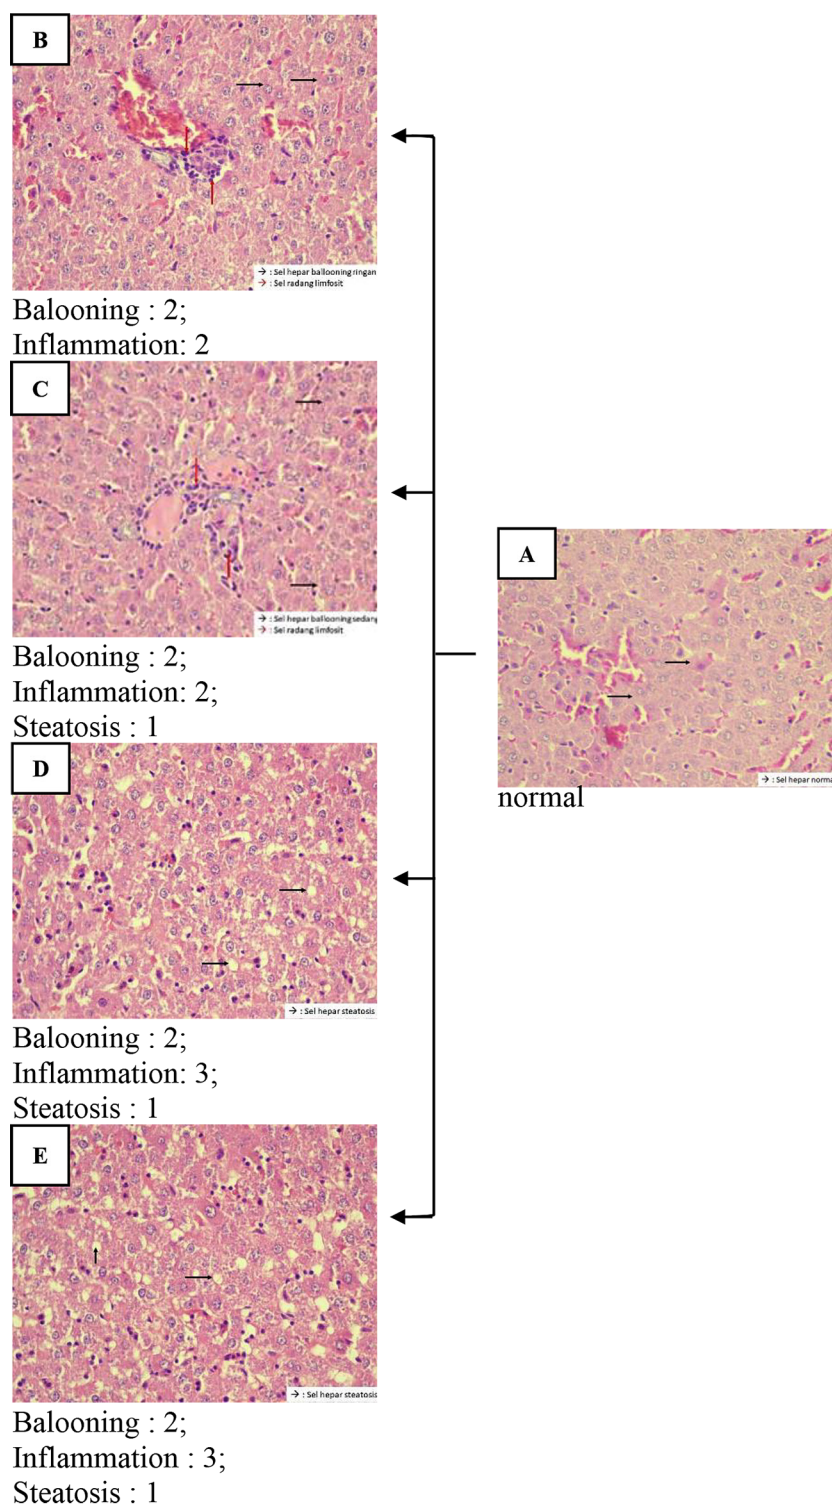 B
→ : Sel hepar ballooning ringan
→ : Sel radang limfosit
Balooning : 2;
Inflammation: 2
C
→ : Sel hepar ballooning sedang
→ : Sel radang limfosit
Balooning : 2;
Inflammation: 2;
Steatosis : 1
A
→ : Sel hepar norma
normal
D
→ : Sel hepar steatosis
Balooning : 2;
Inflammation: 3;
Steatosis : 1
E
→ : Sel hepar steatosis
Balooning : 2;
Inflammation : 3;
Steatosis : 1